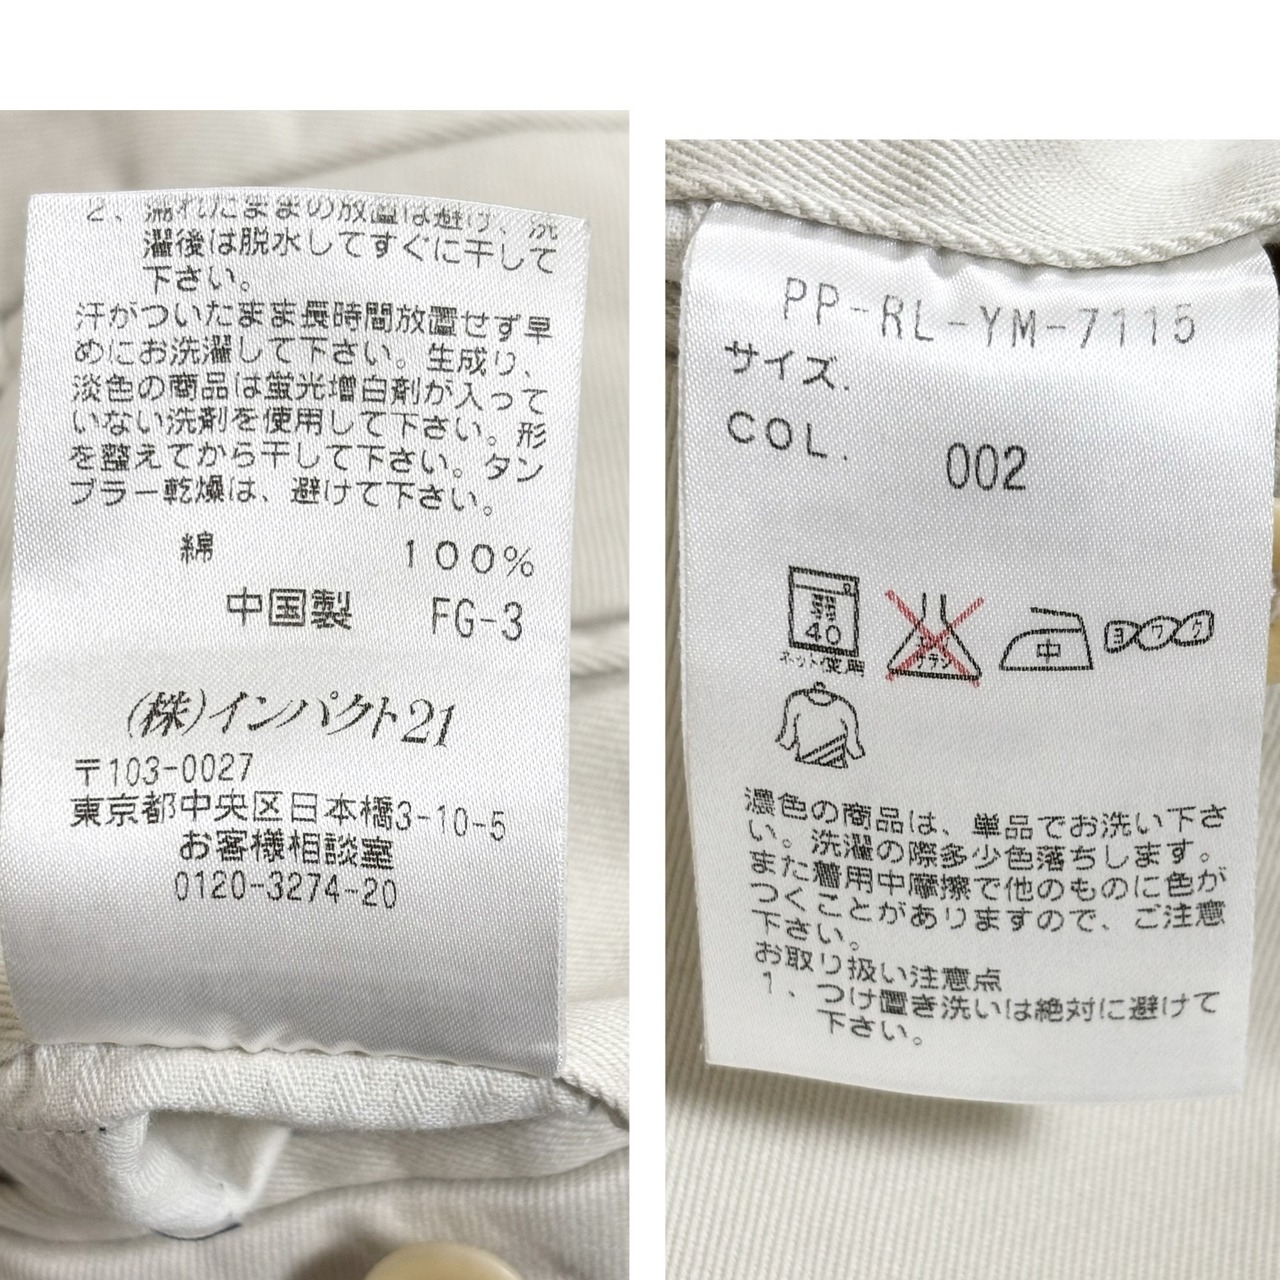 2、濡れたままの放置は避け、洗
濯後は脱水してすぐに干して
下さい。
汗がついたまま長時間放置せず早
めにお洗濯して下さい。生成り、
淡色の商品は蛍光増白剤が入って
いない洗剤を使用して下さい。形
を整えてから干して下さい。タン
ブラー乾燥は、避けて下さい。
綿 100%
中国製 FG-3
(株)インパクト21
〒103-0027
東京都中央区日本橋3-10-5
お客様相談室
0120-3274-20
PP-RL-YM-7115
サイズ.
COL. 002
弱
40
ネット使用
エンソ
サラシ
中
ヨワク
濃色の商品は、単品でお洗い下さ
い。洗濯の際多少色落ちします。
また着用中摩擦で他のものに色が
つくことがありますので、ご注意
下さい。
お取り扱い注意点
1、つけ置き洗いは絶対に避けて
下さい。